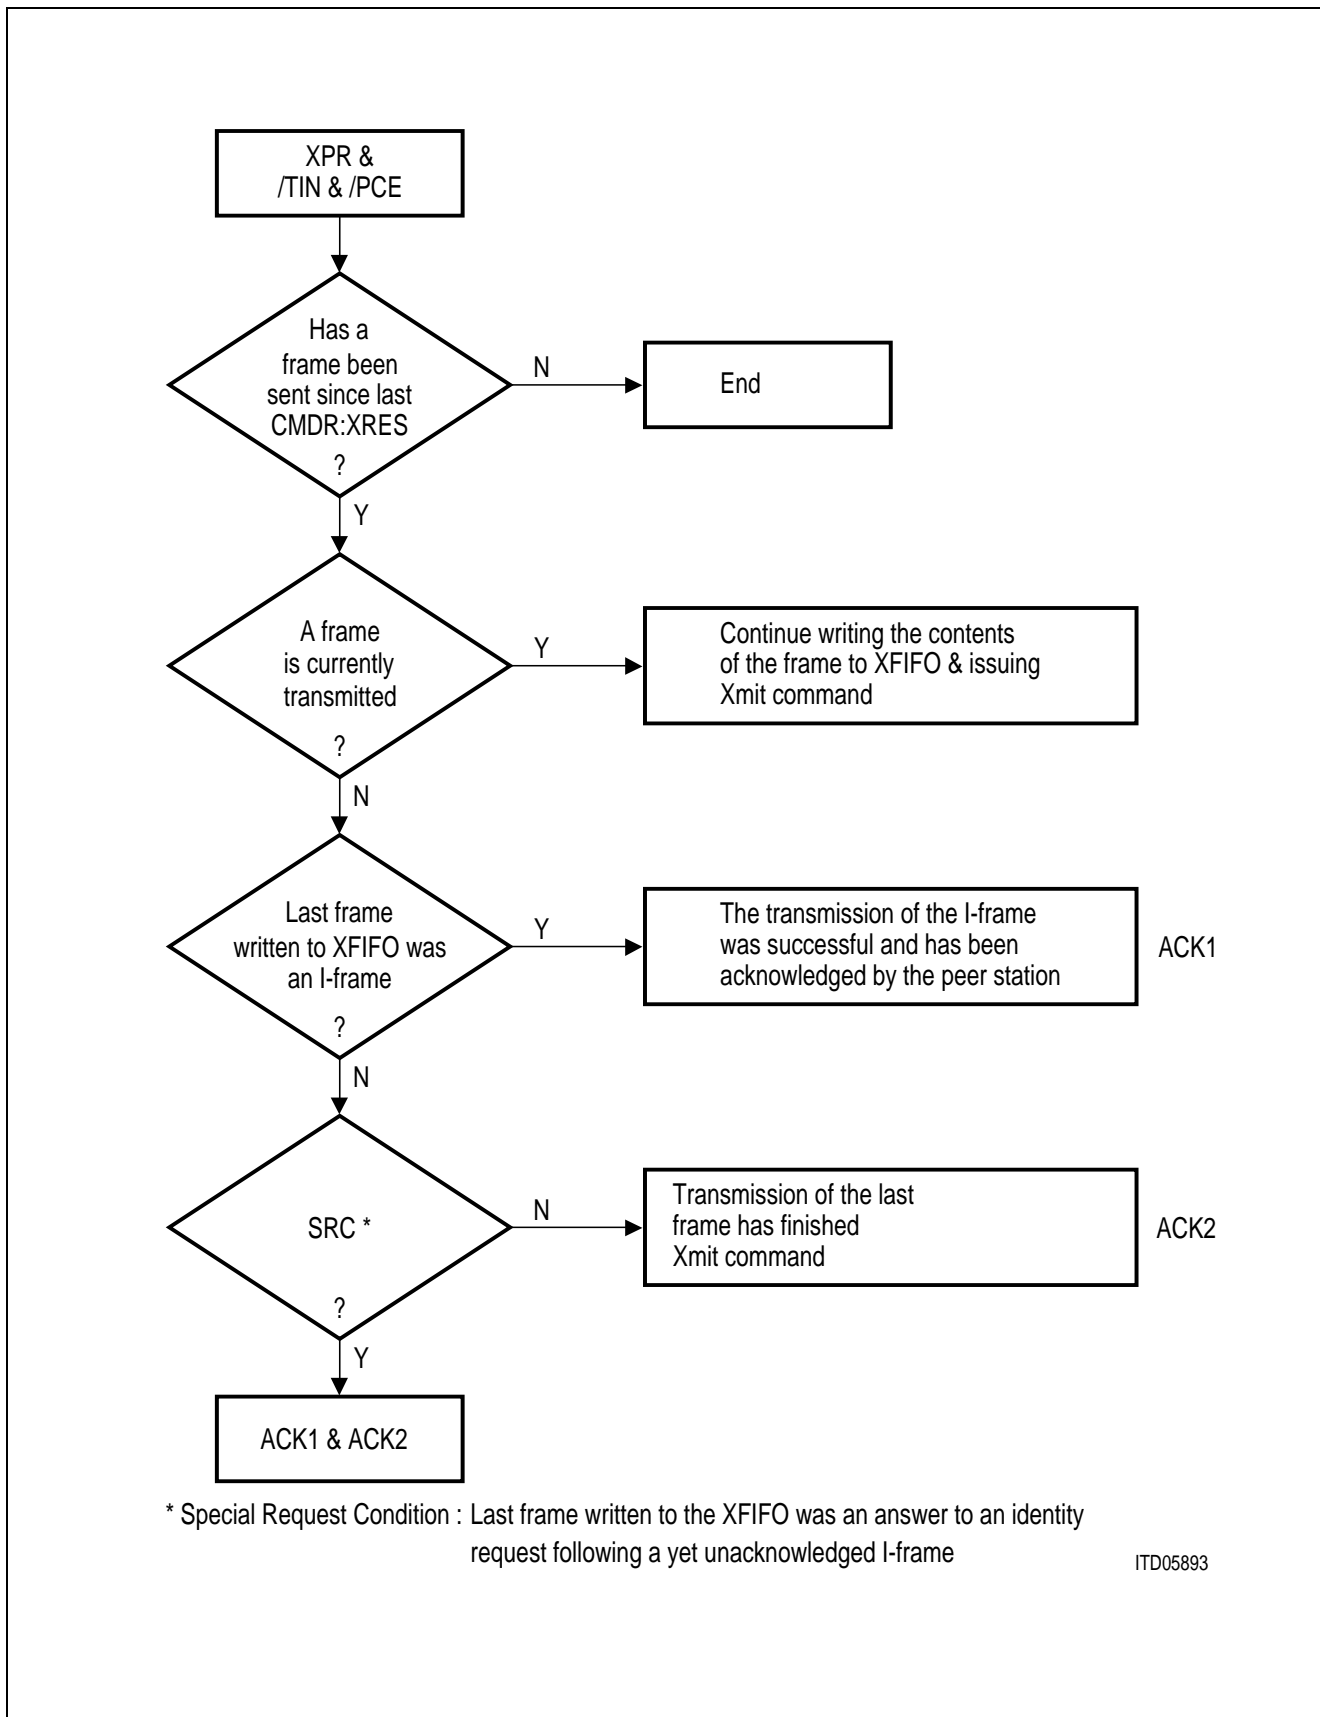 XPR &
/TIN & /PCE
Has a
frame been
sent since last
CMDR:XRES
?
N
End
Y
A frame
is currently
transmitted
?
Y
Continue writing the contents
of the frame to XFIFO & issuing
Xmit command
N
Last frame
written to XFIFO was
an I-frame
?
Y
The transmission of the I-frame
was successful and has been
acknowledged by the peer station
ACK1
N
SRC *
?
N
Transmission of the last
frame has finished
Xmit command
ACK2
Y
ACK1 & ACK2
* Special Request Condition : Last frame written to the XFIFO was an answer to an identity
request following a yet unacknowledged I-frame
ITD05893